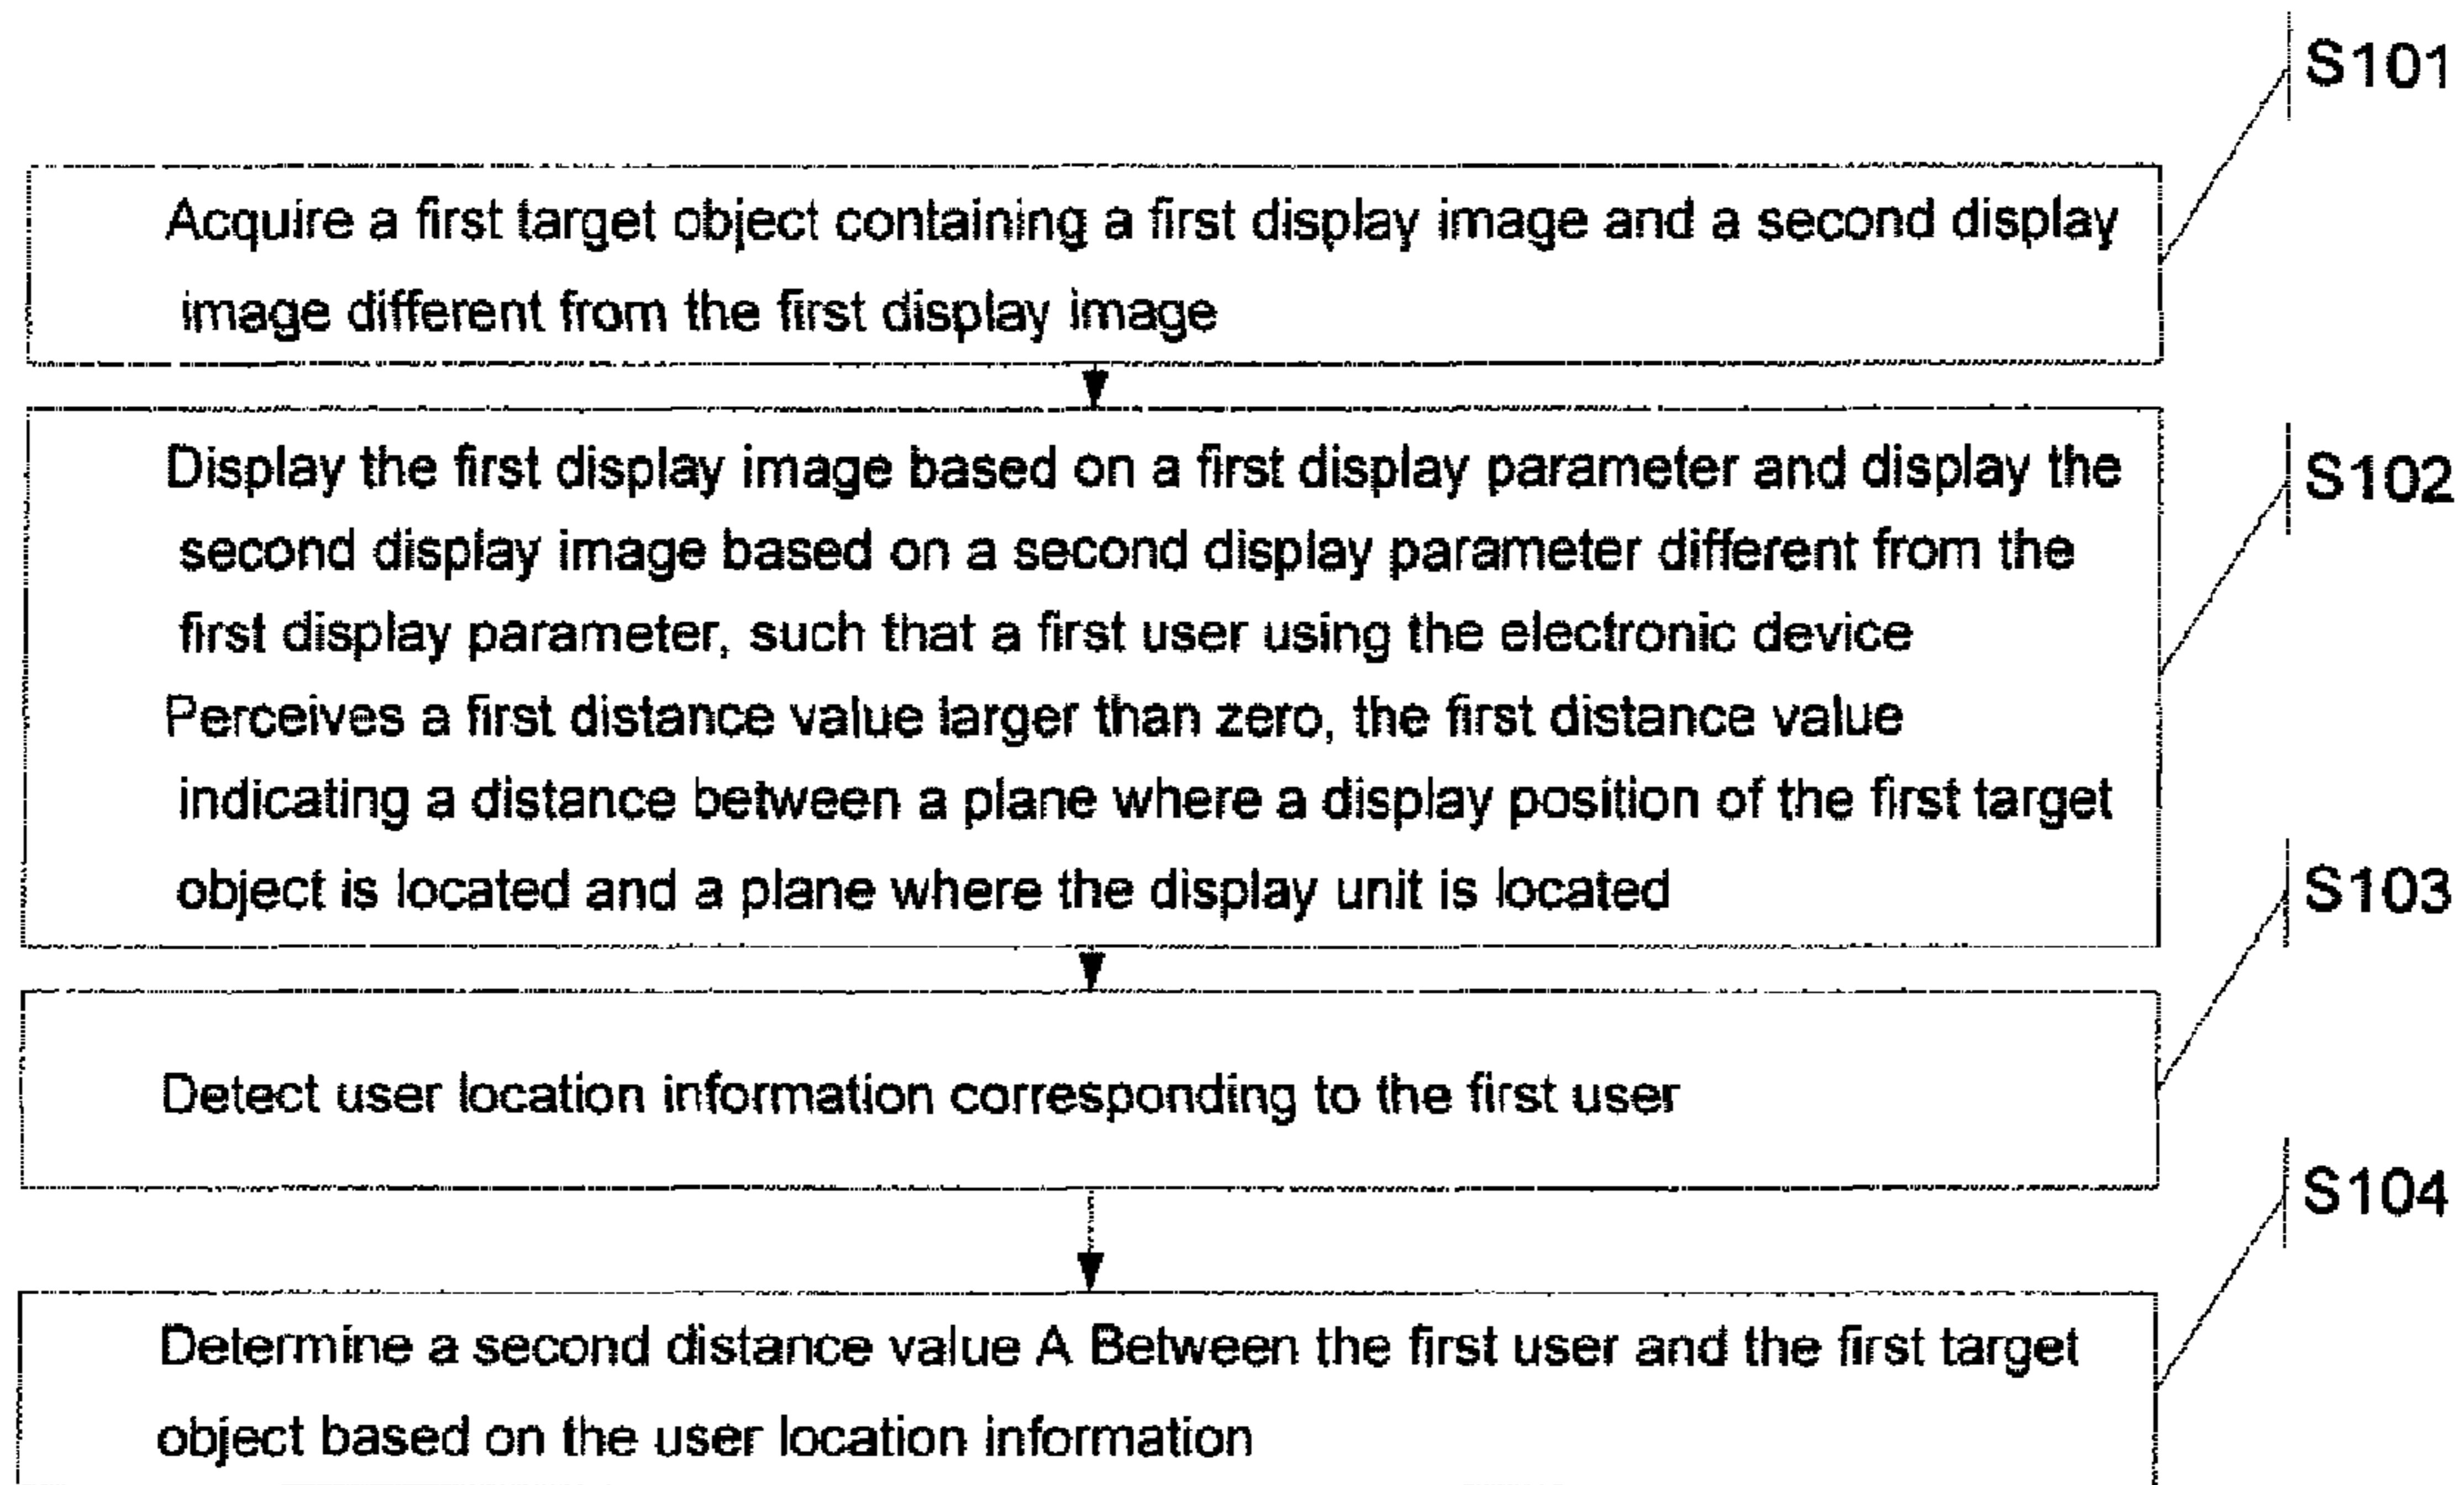 S101
Acquire a first target object containing a first display image and a second display
image different from the first display image
S102
Display the first display image based on a first display parameter and display the
second display image based on a second display parameter different from the
first display parameter, such that a first user using the electronic device
Perceives a first distance value larger than zero, the first distance value
indicating a distance between a plane where a display position of the first target
object is located and a plane where the display unit is located
S103
Detect user location information corresponding to the first user
S104
Determine a second distance value A Between the first user and the first target
object based on the user location information